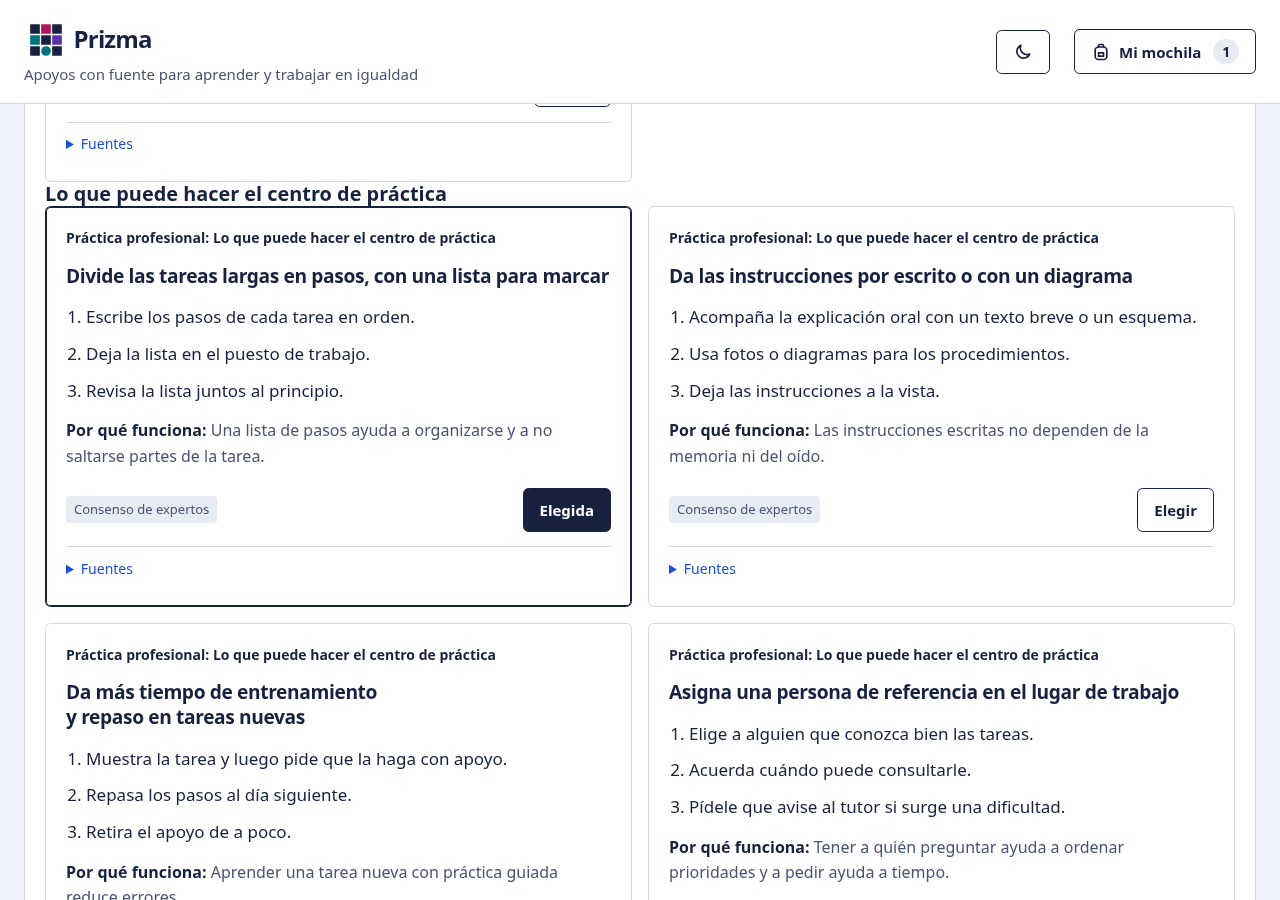 Prizma
Apoyos con fuente para aprender y trabajar en igualdad
Mi mochila 1
Fuentes
Lo que puede hacer el centro de práctica
Práctica profesional: Lo que puede hacer el centro de práctica
Divide las tareas largas en pasos, con una lista para marcar
1. Escribe los pasos de cada tarea en orden.
2. Deja la lista en el puesto de trabajo.
3. Revisa la lista juntos al principio.
Por qué funciona: Una lista de pasos ayuda a organizarse y a no
saltarse partes de la tarea.
Consenso de expertos
Elegida
Fuentes
Práctica profesional: Lo que puede hacer el centro de práctica
Da las instrucciones por escrito o con un diagrama
1. Acompaña la explicación oral con un texto breve o un esquema.
2. Usa fotos o diagramas para los procedimientos.
3. Deja las instrucciones a la vista.
Por qué funciona: Las instrucciones escritas no dependen de la
memoria ni del oído.
Consenso de expertos
Elegir
Fuentes
Práctica profesional: Lo que puede hacer el centro de práctica
Da más tiempo de entrenamiento
y repaso en tareas nuevas
1. Muestra la tarea y luego pide que la haga con apoyo.
2. Repasa los pasos al día siguiente.
3. Retira el apoyo de a poco.
Por qué funciona: Aprender una tarea nueva con práctica guiada
reduce errores.
Práctica profesional: Lo que puede hacer el centro de práctica
Asigna una persona de referencia en el lugar de trabajo
1. Elige a alguien que conozca bien las tareas.
2. Acuerda cuándo puede consultarle.
3. Pídele que avise al tutor si surge una dificultad.
Por qué funciona: Tener a quién preguntar ayuda a ordenar
prioridades y a pedir ayuda a tiempo.